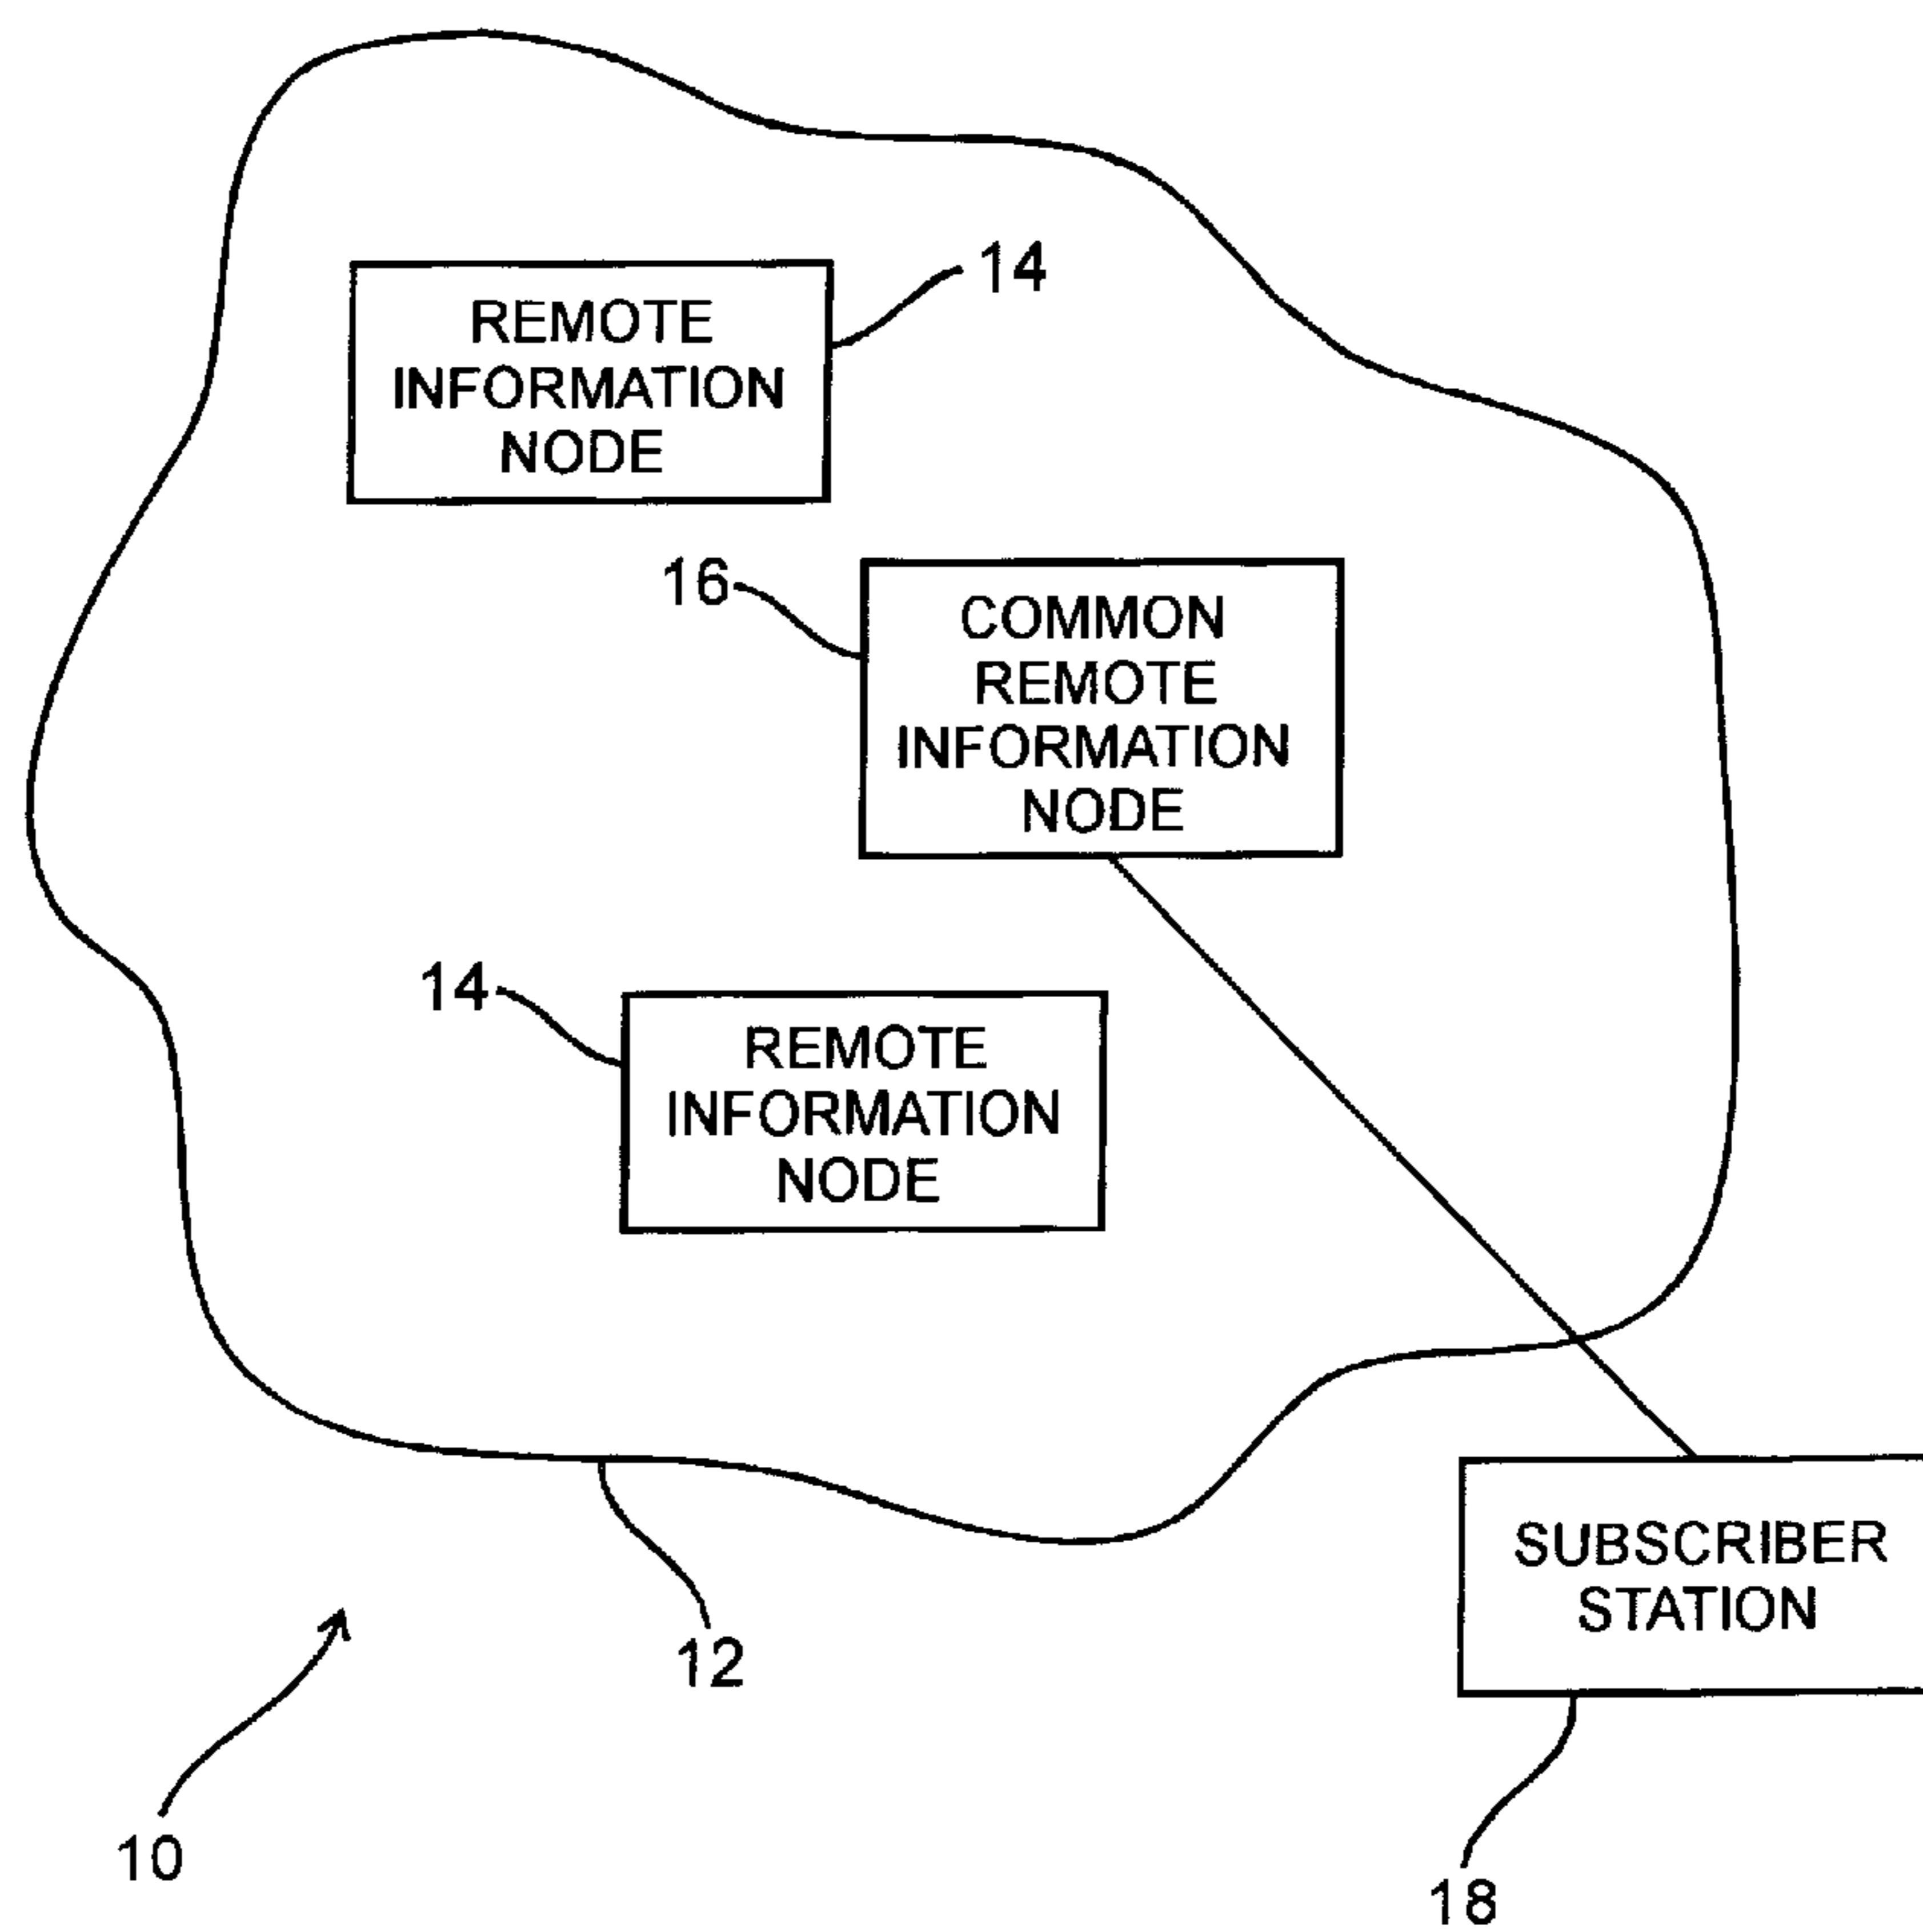 REMOTE
INFORMATION
NODE
14
16
COMMON
REMOTE
INFORMATION
NODE
14
REMOTE
INFORMATION
NODE
SUBSCRIBER
STATION
12
10
18